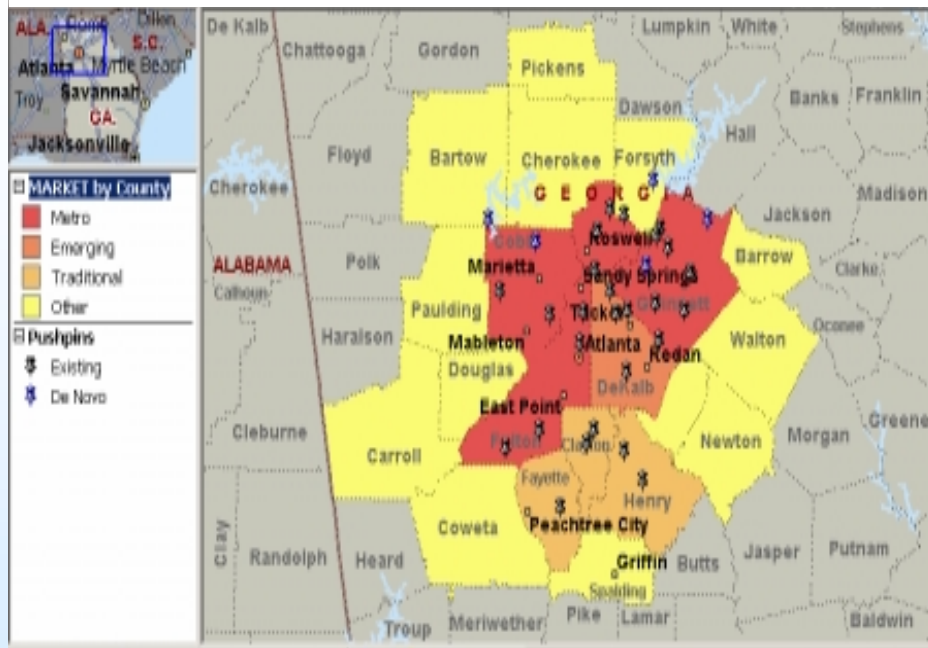 ALA.
Rome
Dillon
S.C.
Atlanta
Myrtle Beach
Troy
Savannah
GA.
Jacksonville
MARKET by County
Metro
Emerging
Traditional
Other
Pushpins
Existing
De Novo
De Kalb
Chattooga
Gordon
Pickens
Lumpkin
White
Stephens
Dawson
Banks
Franklin
Hall
Floyd
Bartow
Cherokee
Forsyth
Cherokee
Madison
GEORGIA
Jackson
Cobb
Roswell
Polk
Marietta
Sandy Springs
Barrow
Clarke
ALABAMA
Calhoun
Paulding
Gwinnett
Haralson
Mableton
Atlanta
Redan
Walton
Oconee
Douglas
DeKalb
East Point
Cleburne
Carroll
Fulton
Clayton
Newton
Morgan
Greene
Fayette
Henry
Coweta
Peachtree City
Clay
Randolph
Heard
Griffin
Butts
Jasper
Putnam
Spalding
Troup
Meriwether
Pike
Lamar
Baldwin